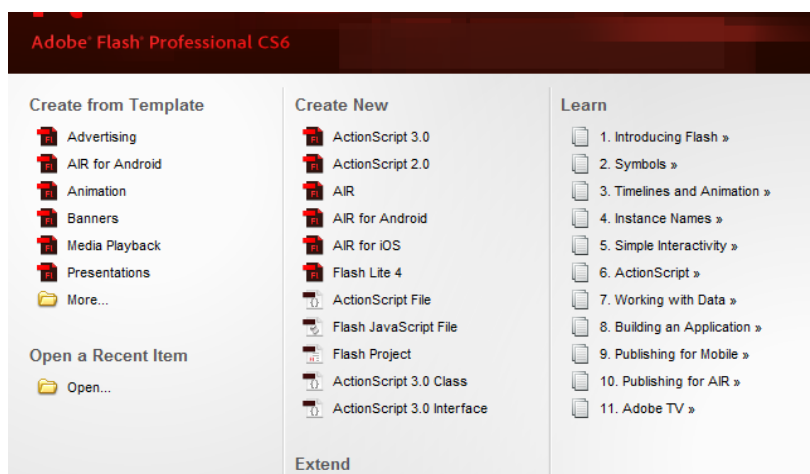 Adobe® Flash® Professional CS6
Create from Template
Advertising
AIR for Android
Animation
Banners
Media Playback
Presentations
More...
Open a Recent Item
Open...
Create New
ActionScript 3.0
ActionScript 2.0
AIR
AIR for Android
AIR for iOS
Flash Lite 4
ActionScript File
Flash JavaScript File
Flash Project
ActionScript 3.0 Class
ActionScript 3.0 Interface
Extend
Learn
1. Introducing Flash »
2. Symbols »
3. Timelines and Animation »
4. Instance Names »
5. Simple Interactivity »
6. ActionScript »
7. Working with Data »
8. Building an Application »
9. Publishing for Mobile »
10. Publishing for AIR »
11. Adobe TV »